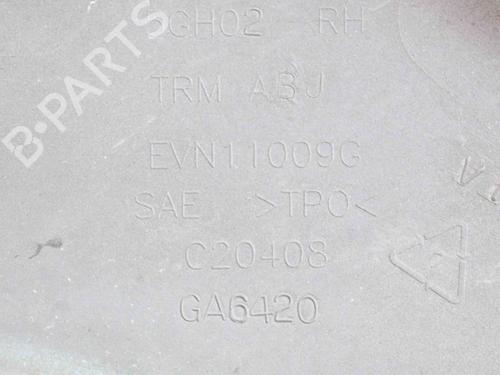 GH02 RH
TRM ABJ
EVN11009G
SAE >TPO<
C20408
GA6420
B-PARTS